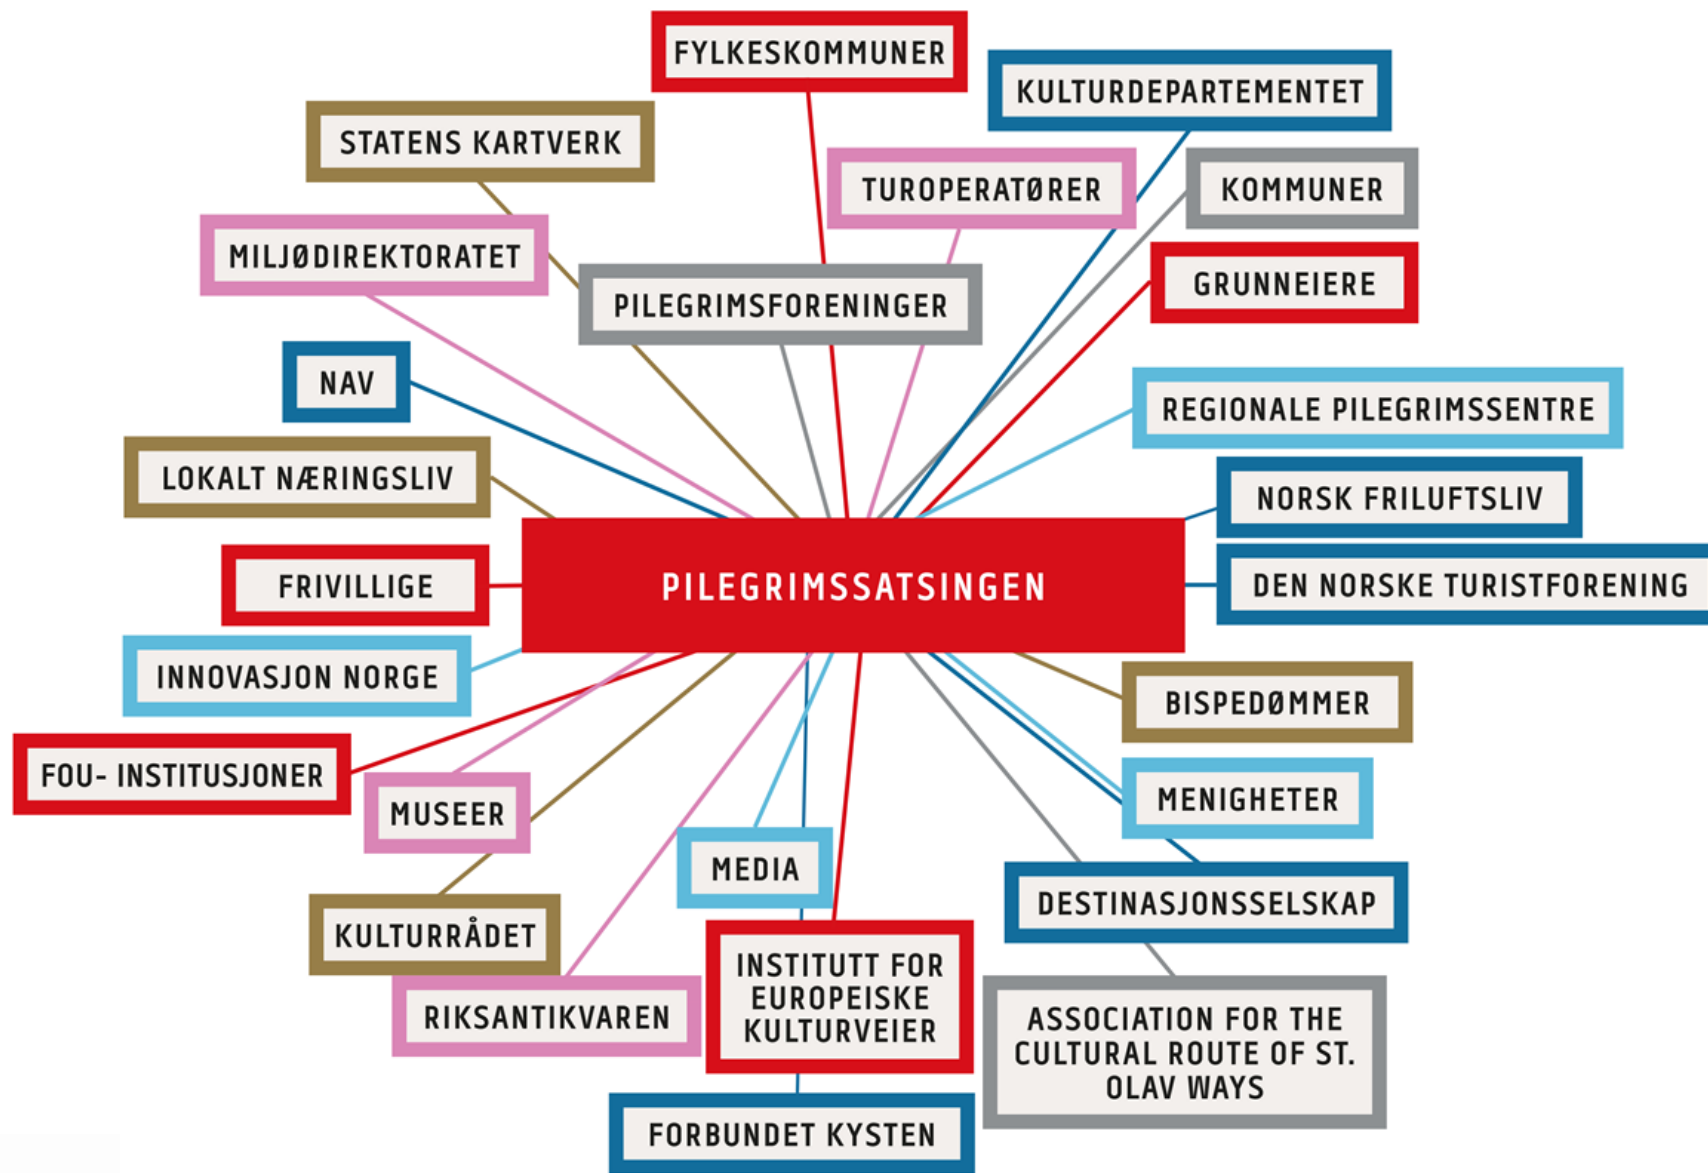 FYLKESKOMMUNER
KULTURDEPARTEMENTET
STATENS KARTVERK
TUROPERATØRER
KOMMUNER
MILJØDIREKTORATET
GRUNNEIERE
PILEGRIMSFORENINGER
NAV
REGIONALE PILEGRIMSSENTRE
LOKALT NÆRINGSLIV
NORSK FRILUFTSLIV
FRIVILLIGE
PILEGRIMSSATSINGEN
DEN NORSKE TURISTFORENING
INNOVASJON NORGE
BISPEDØMMER
FOU- INSTITUSJONER
MUSEER
MENIGHETER
MEDIA
DESTINASJONSSELSKAP
KULTURRÅDET
INSTITUTT FOR
EUROPEISKE
KULTURVEIER
RIKSANTIKVAREN
ASSOCIATION FOR THE
CULTURAL ROUTE OF ST.
OLAV WAYS
FORBUNDET KYSTEN